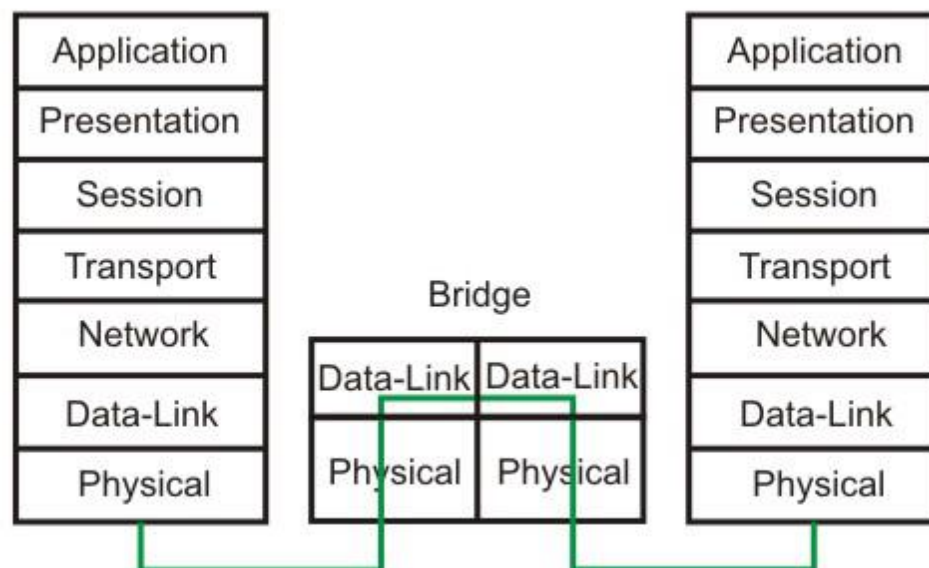 Application
Presentation
Session
Transport
Network
Data-Link
Physical
Bridge
Data-Link Data-Link
Physical Physical
Application
Presentation
Session
Transport
Network
Data-Link
Physical